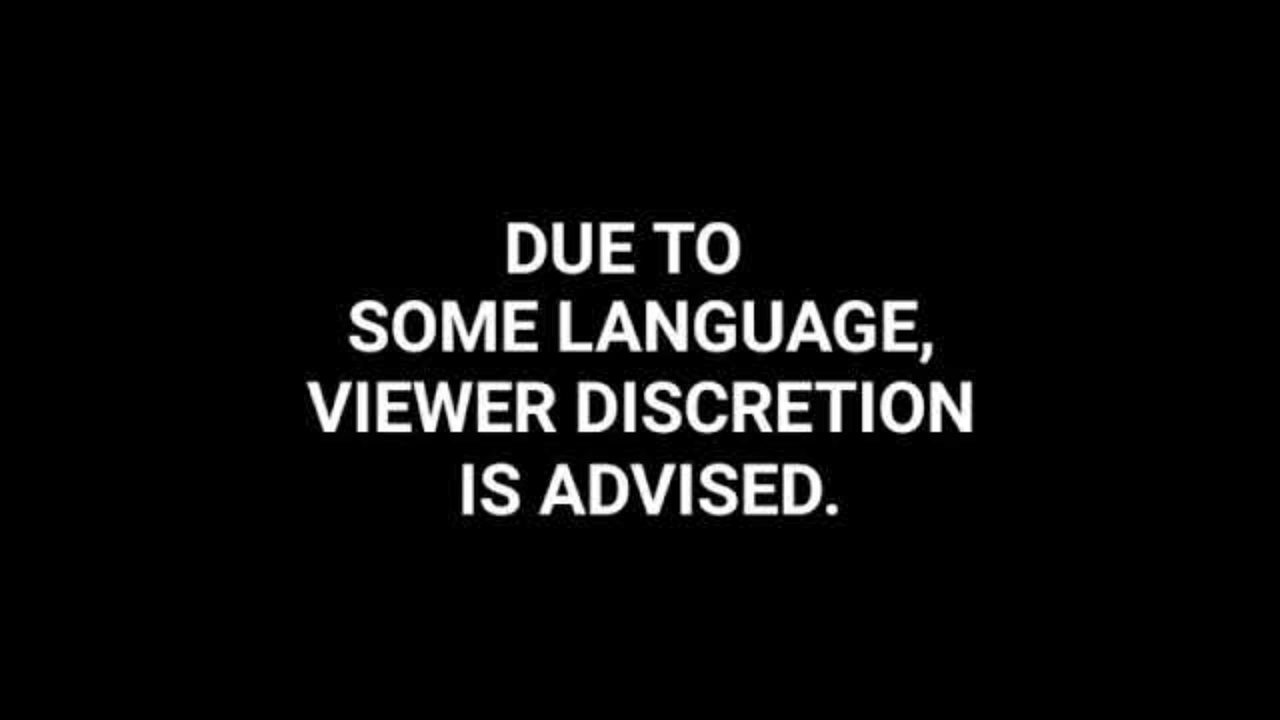 DUE TO
SOME LANGUAGE,
VIEWER DISCRETION
IS ADVISED.